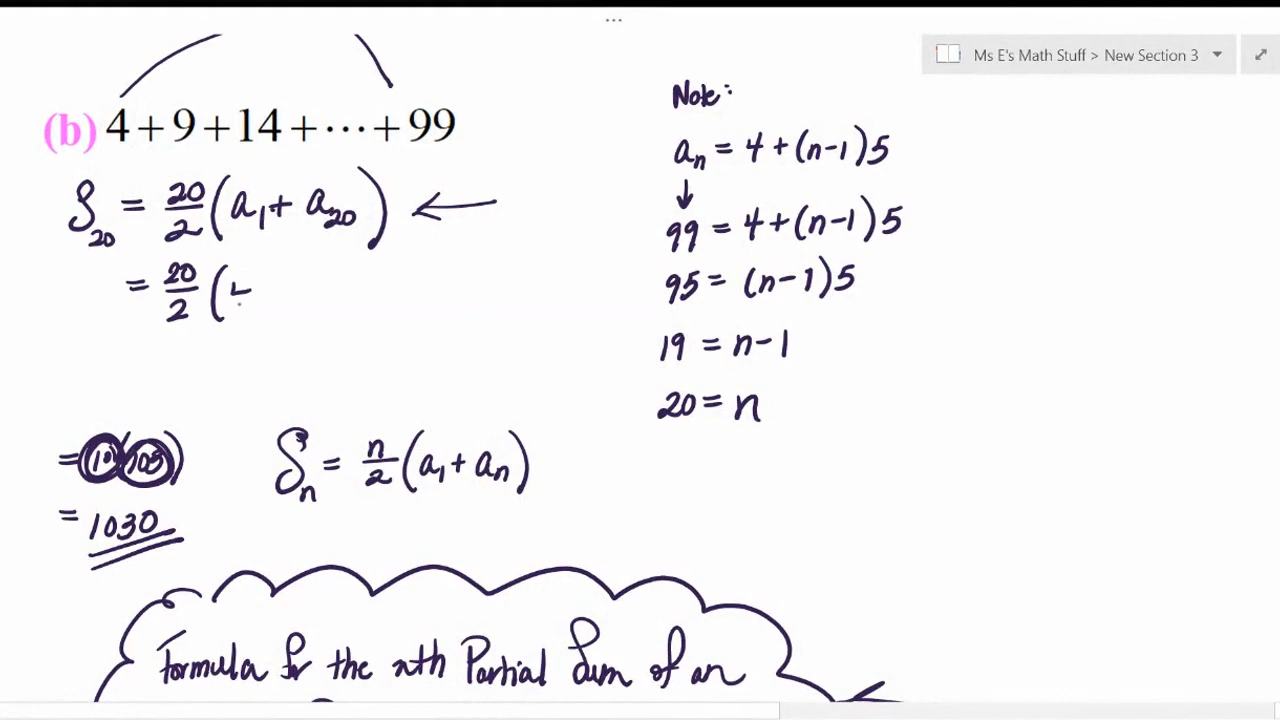 ...
Ms E's Math Stuff > New Section 3
(b) 4 + 9 + 14 + ⋯ + 99
S₂₀ = 20/2 (a₁ + a₂₀) ←
= 20/2 (
Note:
aₙ = 4 + (n-1)5
↓
99 = 4 + (n-1)5
95 = (n-1)5
19 = n-1
20 = n
= (10)(103)
= 1030
Sₙ = n/2 (a₁ + aₙ)
Formula for the nth Partial Sum of an